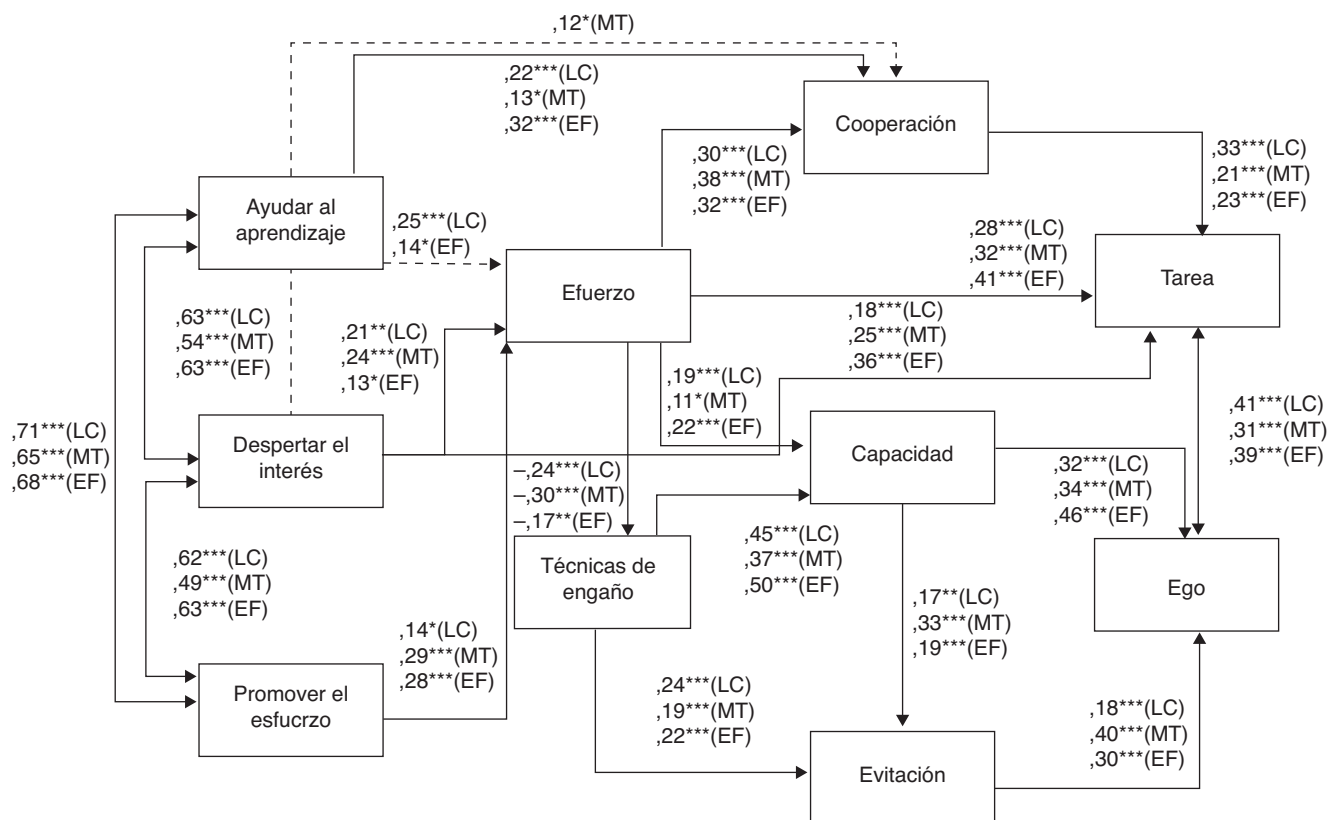 ,12*(MT)
,22***(LC)
,13*(MT)
,32***(EF)
Cooperación
,30***(LC)
,38***(MT)
,32***(EF)
,33***(LC)
,21***(MT)
,23***(EF)
Ayudar al
aprendizaje
,25***(LC)
,14*(EF)
Efuerzo
,28***(LC)
,32***(MT)
,41***(EF)
Tarea
,63***(LC)
,54***(MT)
,63***(EF)
,21**(LC)
,24***(MT)
,13*(EF)
,18***(LC)
,25***(MT)
,36***(EF)
,19***(LC)
,11*(MT)
,22***(EF)
,71***(LC)
,65***(MT)
,68***(EF)
Despertar el
interés
Capacidad
,41***(LC)
,31***(MT)
,39***(EF)
–,24***(LC)
–,30***(MT)
–,17**(EF)
,32***(LC)
,34***(MT)
,46***(EF)
Técnicas de
engaño
,45***(LC)
,37***(MT)
,50***(EF)
Ego
,62***(LC)
,49***(MT)
,63***(EF)
,17**(LC)
,33***(MT)
,19***(EF)
,14*(LC)
,29***(MT)
,28***(EF)
Promover el
esfucrzo
,24***(LC)
,19***(MT)
,22***(EF)
Evitación
,18***(LC)
,40***(MT)
,30***(EF)